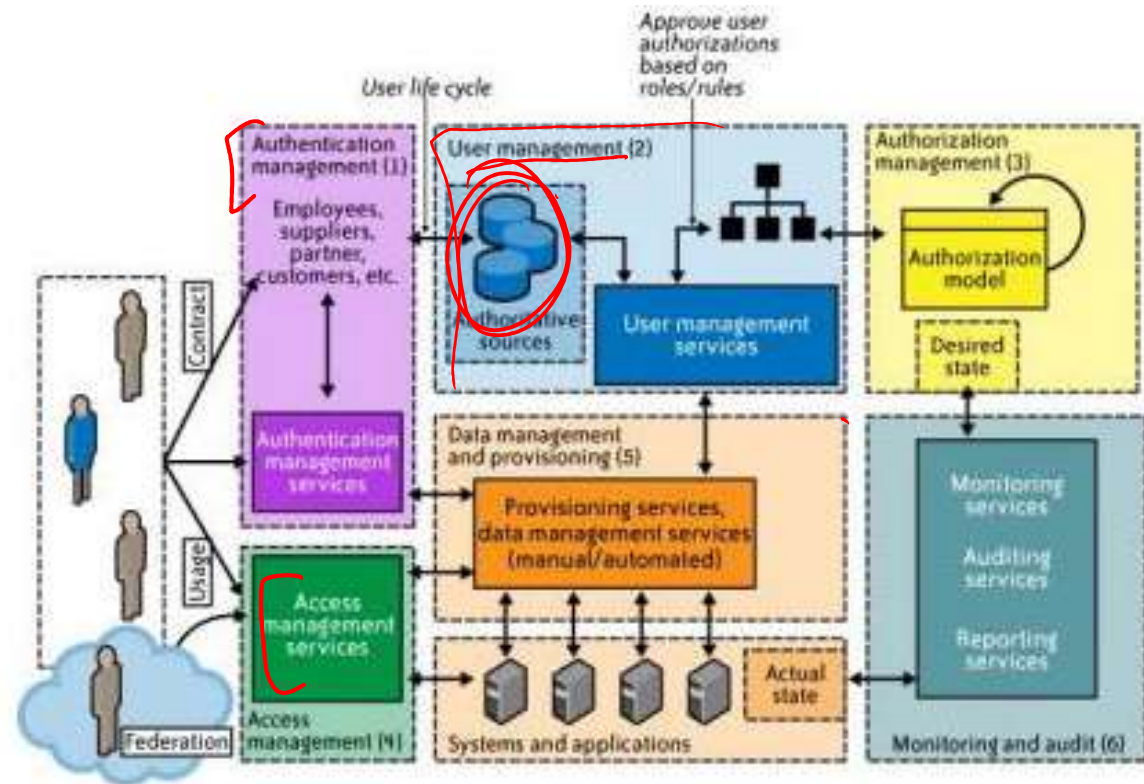 Approve user
authorizations
based on
roles/rules
User life cycle
Authentication
management (1)
Employees,
suppliers,
partner,
customers, etc.
Authentication
management
services
User management (2)
Authoritative
sources
User management
services
Authorization
management (3)
Authorization
model
Desired
state
Contract
Usage
Federation
Access
management
services
Access
management (4)
Data management
and provisioning (5)
Provisioning services,
data management services
(manual/automated)
Systems and applications
Actual
state
Monitoring
services
Auditing
services
Reporting
services
Monitoring and audit (6)